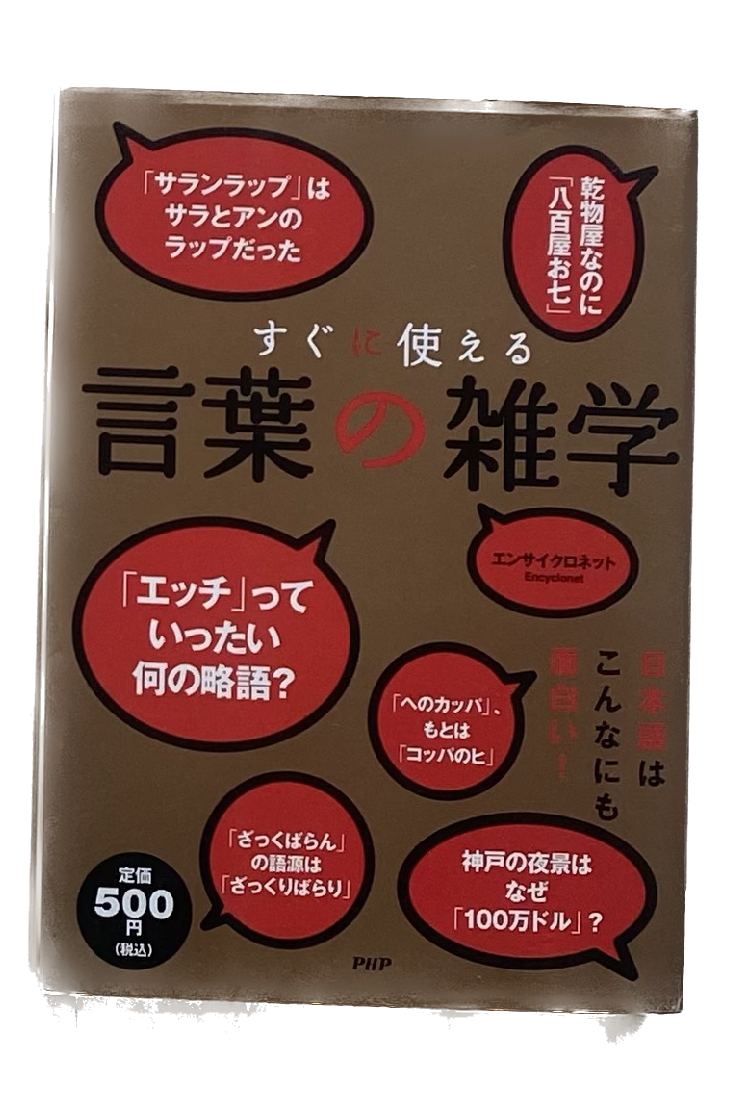 「サランラップ」は
サラとアンの
ラップだった
乾物屋なのに
「八百屋お七」
すぐに使える
言葉の雑学
エンサイクロネット
Encyclonet
「エッチ」って
いったい
何の略語?
「へのカッパ」、
もとは
「コッパのヒ」
日本語は
こんなにも
面白い!
「ざっくばらん」
の語源は
「ざっくりばらり」
神戸の夜景は
なぜ
「100万ドル」?
定価
500
円
(税込)
PHP